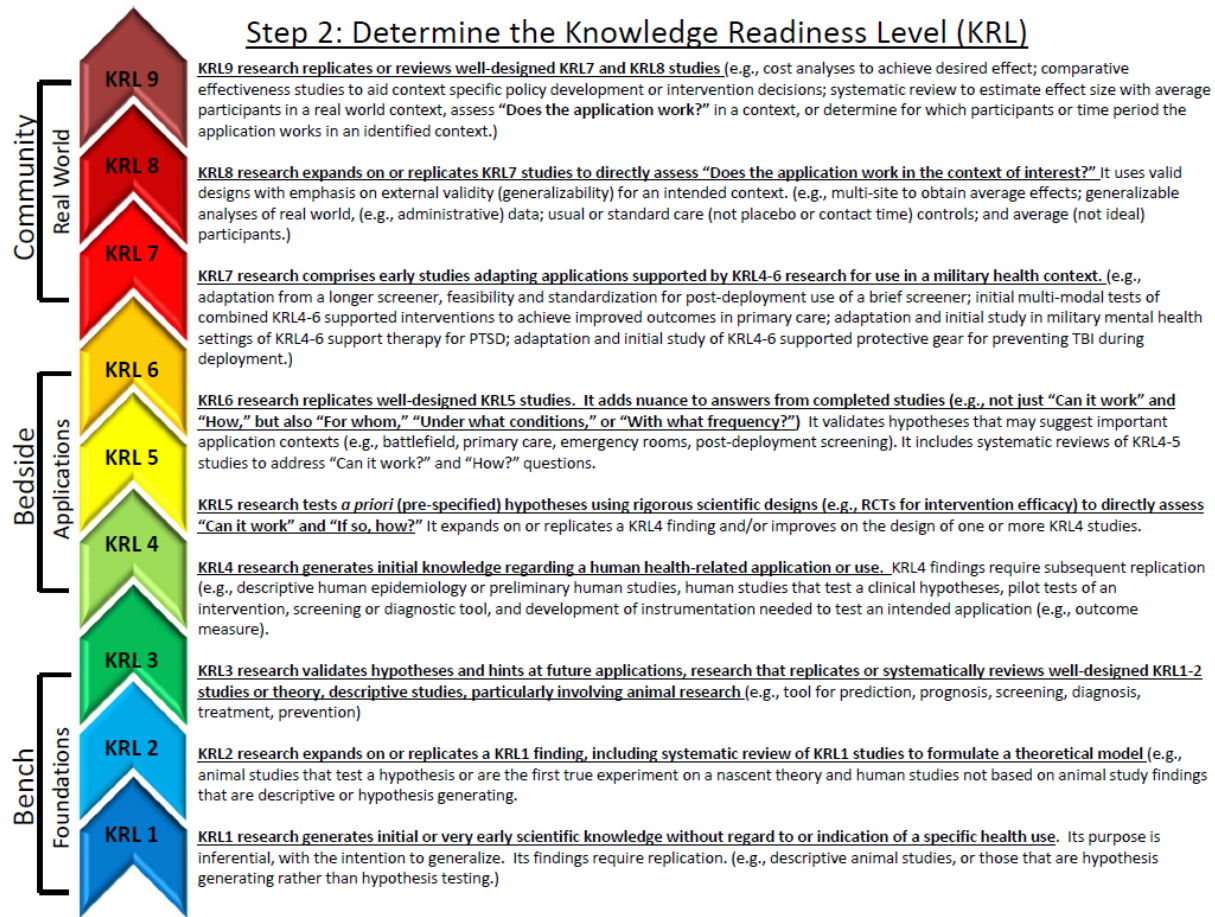 Step 2: Determine the Knowledge Readiness Level (KRL)
Community
Real World
KRL 9
KRL 8
KRL 7
KRL9 research replicates or reviews well-designed KRL7 and KRL8 studies (e.g., cost analyses to achieve desired effect; comparative
effectiveness studies to aid context specific policy development or intervention decisions; systematic review to estimate effect size with average
participants in a real world context, assess “Does the application work?” in a context, or determine for which participants or time period the
application works in an identified context.)
KRL8 research expands on or replicates KRL7 studies to directly assess “Does the application work in the context of interest?” It uses valid
designs with emphasis on external validity (generalizability) for an intended context. (e.g., multi-site to obtain average effects; generalizable
analyses of real world, (e.g., administrative) data; usual or standard care (not placebo or contact time) controls; and average (not ideal)
participants.)
KRL7 research comprises early studies adapting applications supported by KRL4-6 research for use in a military health context. (e.g.,
adaptation from a longer screener, feasibility and standardization for post-deployment use of a brief screener; initial multi-modal tests of
combined KRL4-6 supported interventions to achieve improved outcomes in primary care; adaptation and initial study in military mental health
settings of KRL4-6 support therapy for PTSD; adaptation and initial study of KRL4-6 supported protective gear for preventing TBI during
deployment.)
Bedside
Applications
KRL 6
KRL 5
KRL 4
KRL6 research replicates well-designed KRL5 studies. It adds nuance to answers from completed studies (e.g., not just “Can it work” and
“How,” but also “For whom,” “Under what conditions,” or “With what frequency?”) It validates hypotheses that may suggest important
application contexts (e.g., battlefield, primary care, emergency rooms, post-deployment screening). It includes systematic reviews of KRL4-5
studies to address “Can it work?” and “How?” questions.
KRL5 research tests a priori (pre-specified) hypotheses using rigorous scientific designs (e.g., RCTs for intervention efficacy) to directly assess
“Can it work” and “If so, how?” It expands on or replicates a KRL4 finding and/or improves on the design of one or more KRL4 studies.
KRL4 research generates initial knowledge regarding a human health-related application or use. KRL4 findings require subsequent replication
(e.g., descriptive human epidemiology or preliminary human studies, human studies that test a clinical hypotheses, pilot tests of an
intervention, screening or diagnostic tool, and development of instrumentation needed to test an intended application (e.g., outcome
measure).
Bench
Foundations
KRL 3
KRL 2
KRL 1
KRL3 research validates hypotheses and hints at future applications, research that replicates or systematically reviews well-designed KRL1-2
studies or theory, descriptive studies, particularly involving animal research (e.g., tool for prediction, prognosis, screening, diagnosis,
treatment, prevention)
KRL2 research expands on or replicates a KRL1 finding, including systematic review of KRL1 studies to formulate a theoretical model (e.g.,
animal studies that test a hypothesis or are the first true experiment on a nascent theory and human studies not based on animal study findings
that are descriptive or hypothesis generating.
KRL1 research generates initial or very early scientific knowledge without regard to or indication of a specific health use. Its purpose is
inferential, with the intention to generalize. Its findings require replication. (e.g., descriptive animal studies, or those that are hypothesis
generating rather than hypothesis testing.)